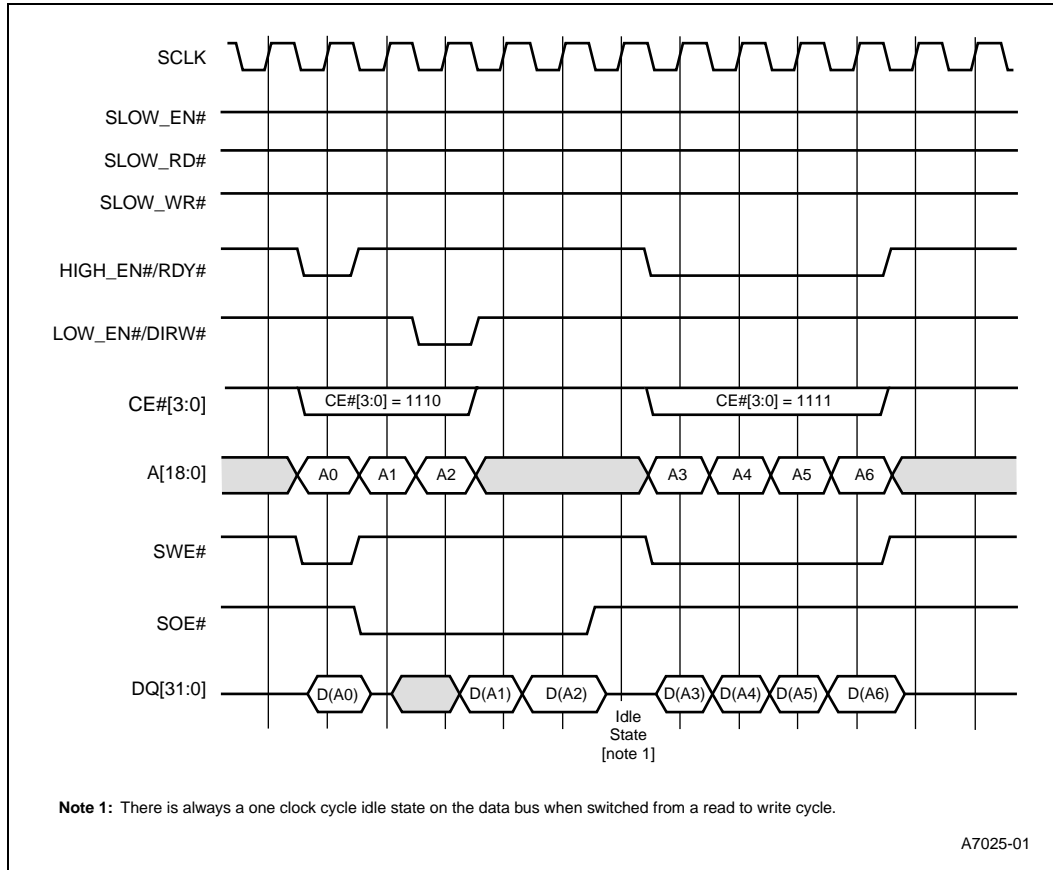 SCLK
SLOW_EN#
SLOW_RD#
SLOW_WR#
HIGH_EN#/RDY#
LOW_EN#/DIRW#
CE#[3:0]
CE#[3:0] = 1110
CE#[3:0] = 1111
A[18:0]
A0
A1
A2
A3
A4
A5
A6
SWE#
SOE#
DQ[31:0]
D(A0)
D(A1)
D(A2)
D(A3)
D(A4)
D(A5)
D(A6)
Idle
State
[note 1]
Note 1: There is always a one clock cycle idle state on the data bus when switched from a read to write cycle.
A7025-01